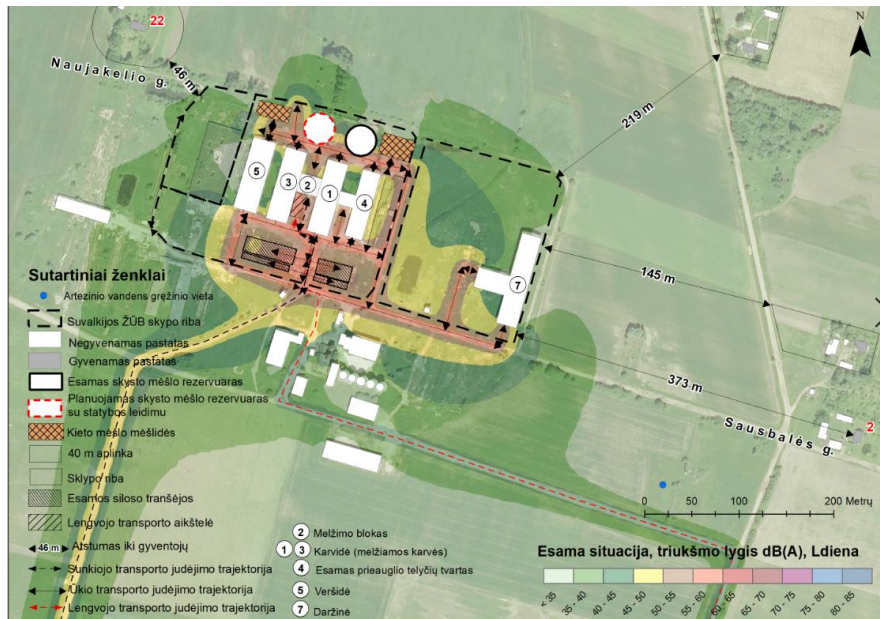 22
N
Naujakelio g.
46 m
219 m
5
3
2
1
4
7
145 m
373 m
Sausbalės g.
2
Sutartiniai ženklai
Artezinio vandens gręžinio vieta
Suvalkijos ŽŪB skypo riba
Negyvenamas pastatas
Gyvenamas pastatas
Esamas skysto mėšlo rezervuaras
Planuojamas skysto mėšlo rezervuaras
su statybos leidimu
Kieto mėšlo mėšlidės
40 m aplinka
Sklypo riba
Esamos siloso tranšėjos
Lengvojo transporto aikštelė
46 m Atstumas iki gyventojų
Sunkiojo transporto judėjimo trajektorija
Ūkio transporto judėjimo trajektorija
Lengvojo transporto judėjimo trajektorija
2 Melžimo blokas
1 3 Karvidė (melžiamos karvės)
4 Esamas prieauglio telyčių tvartas
5 Veršidė
7 Daržinė
0 50 100 200 Metrų
Esama situacija, triukšmo lygis dB(A), Ldiena
< 35
35 - 40
40 - 45
45 - 50
50 - 55
55 - 60
60 - 65
65 - 70
70 - 75
75 - 80
80 - 85